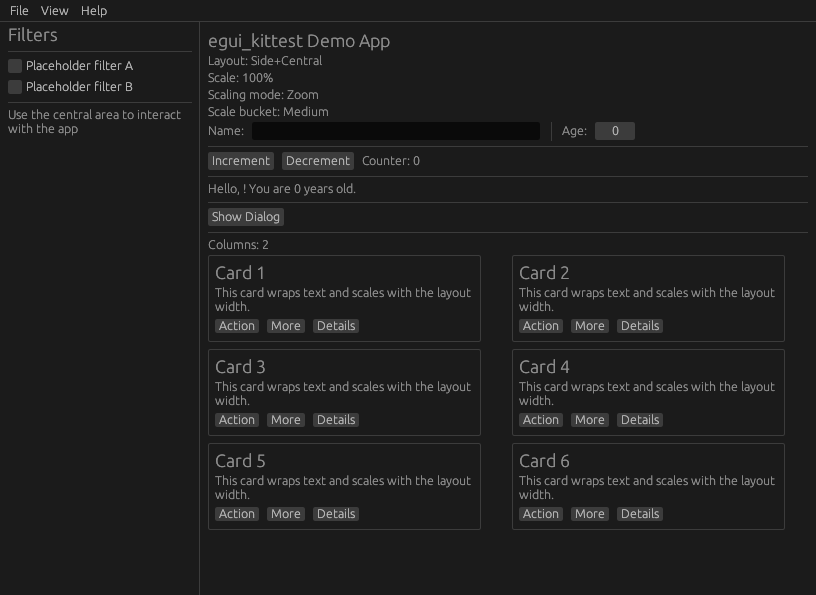 File View Help
Filters
Placeholder filter A
Placeholder filter B
Use the central area to interact
with the app
egui_kittest Demo App
Layout: Side+Central
Scale: 100%
Scaling mode: Zoom
Scale bucket: Medium
Name: Age: 0
Increment Decrement Counter: 0
Hello, ! You are 0 years old.
Show Dialog
Columns: 2
Card 1
This card wraps text and scales with the layout
width.
Action More Details
Card 2
This card wraps text and scales with the layout
width.
Action More Details
Card 3
This card wraps text and scales with the layout
width.
Action More Details
Card 4
This card wraps text and scales with the layout
width.
Action More Details
Card 5
This card wraps text and scales with the layout
width.
Action More Details
Card 6
This card wraps text and scales with the layout
width.
Action More Details